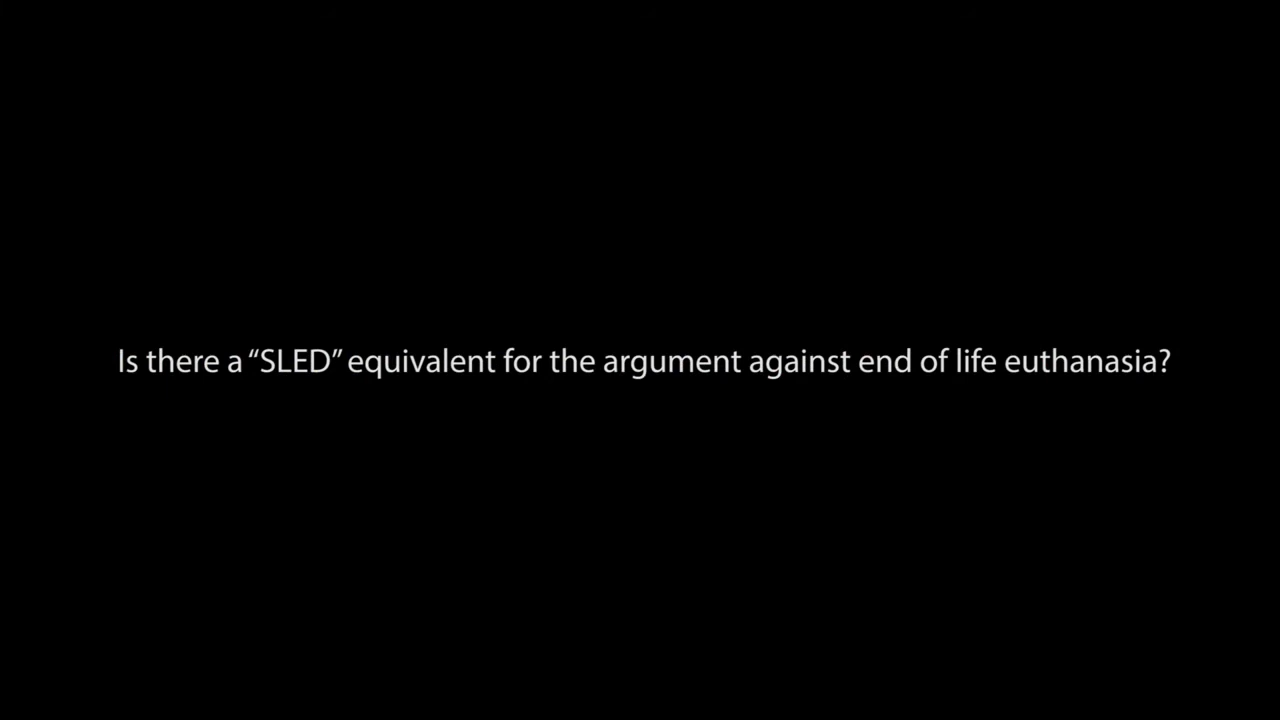 Is there a “SLED” equivalent for the argument against end of life euthanasia?